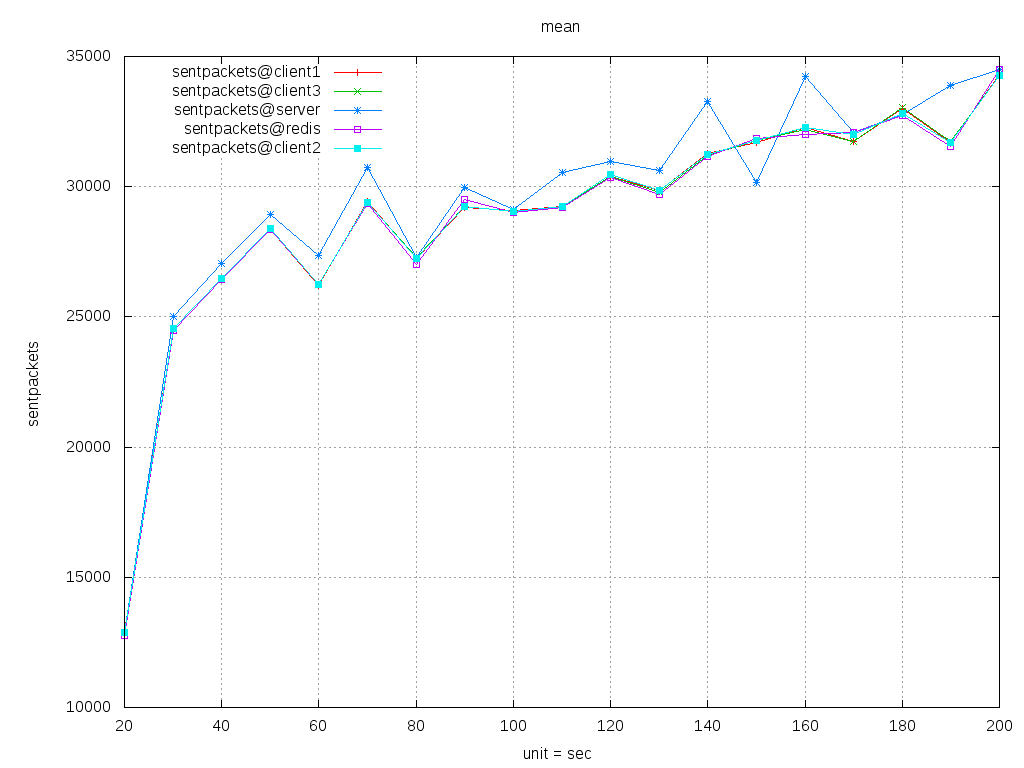 mean
35000
30000
25000
20000
15000
10000
sentpackets
sentpackets@client1
sentpackets@client3
sentpackets@server
sentpackets@redis
sentpackets@client2
20 40 60 80 100 120 140 160 180 200
unit = sec